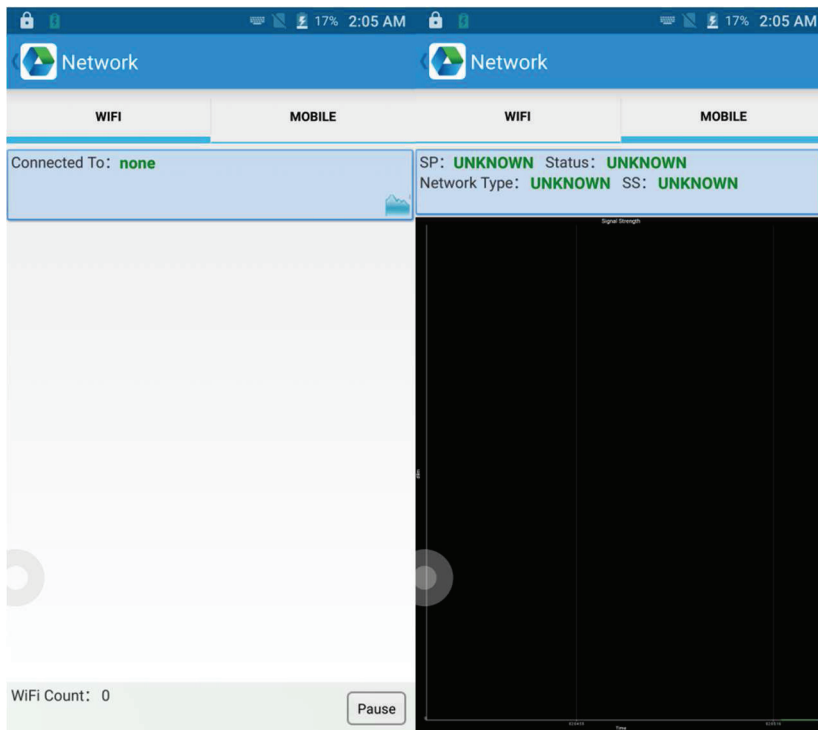 17% 2:05 AM
Network
WIFI MOBILE
Connected To: none
WiFi Count: 0
Pause
17% 2:05 AM
Network
WIFI MOBILE
SP: UNKNOWN Status: UNKNOWN
Network Type: UNKNOWN SS: UNKNOWN
Signal Strength
0
Time